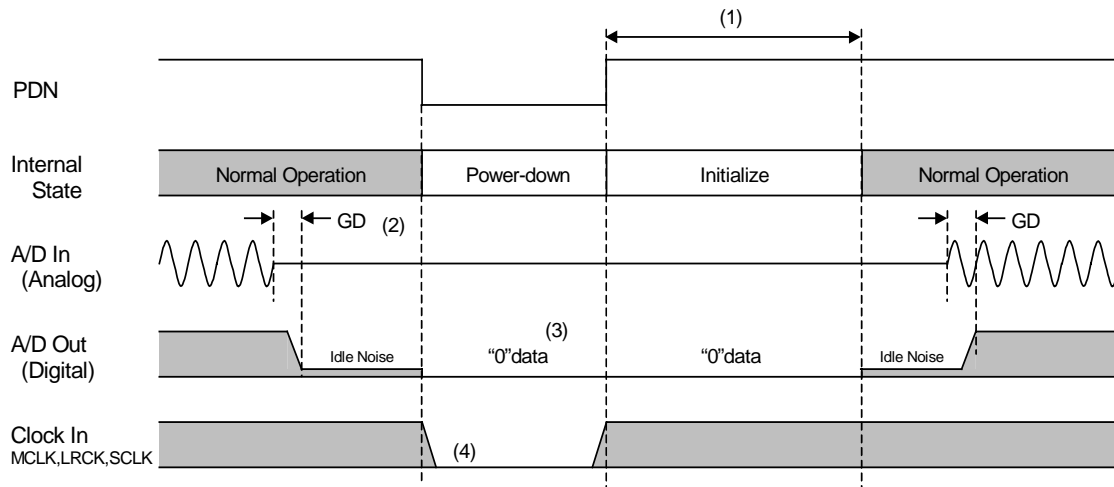 (1)
PDN
Internal
State
Normal Operation
Power-down
Initialize
Normal Operation
GD
(2)
GD
A/D In
(Analog)
A/D Out
(Digital)
Idle Noise
(3)
“0”data
“0”data
Idle Noise
Clock In
MCLK,LRCK,SCLK
(4)